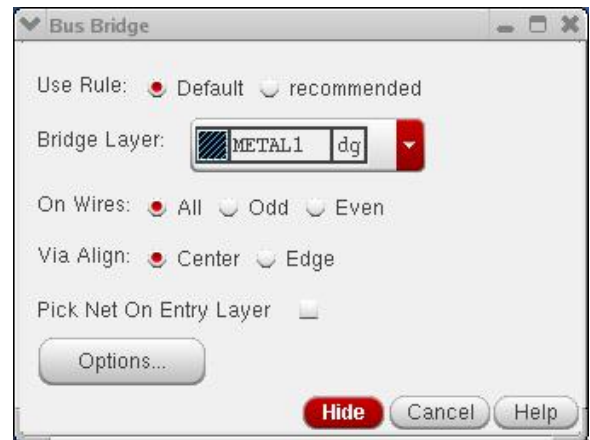 Bus Bridge
Use Rule: Default recommended
Bridge Layer: METAL1 dg
On Wires: All Odd Even
Via Align: Center Edge
Pick Net On Entry Layer
Options...
Hide Cancel Help